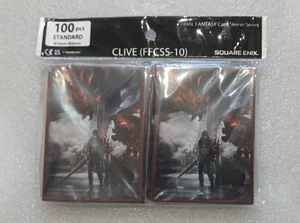 100 pcs
STANDARD
FINAL FANTASY Card Sleeve Series
CLIVE (FFCSS-10)
SQUARE ENIX